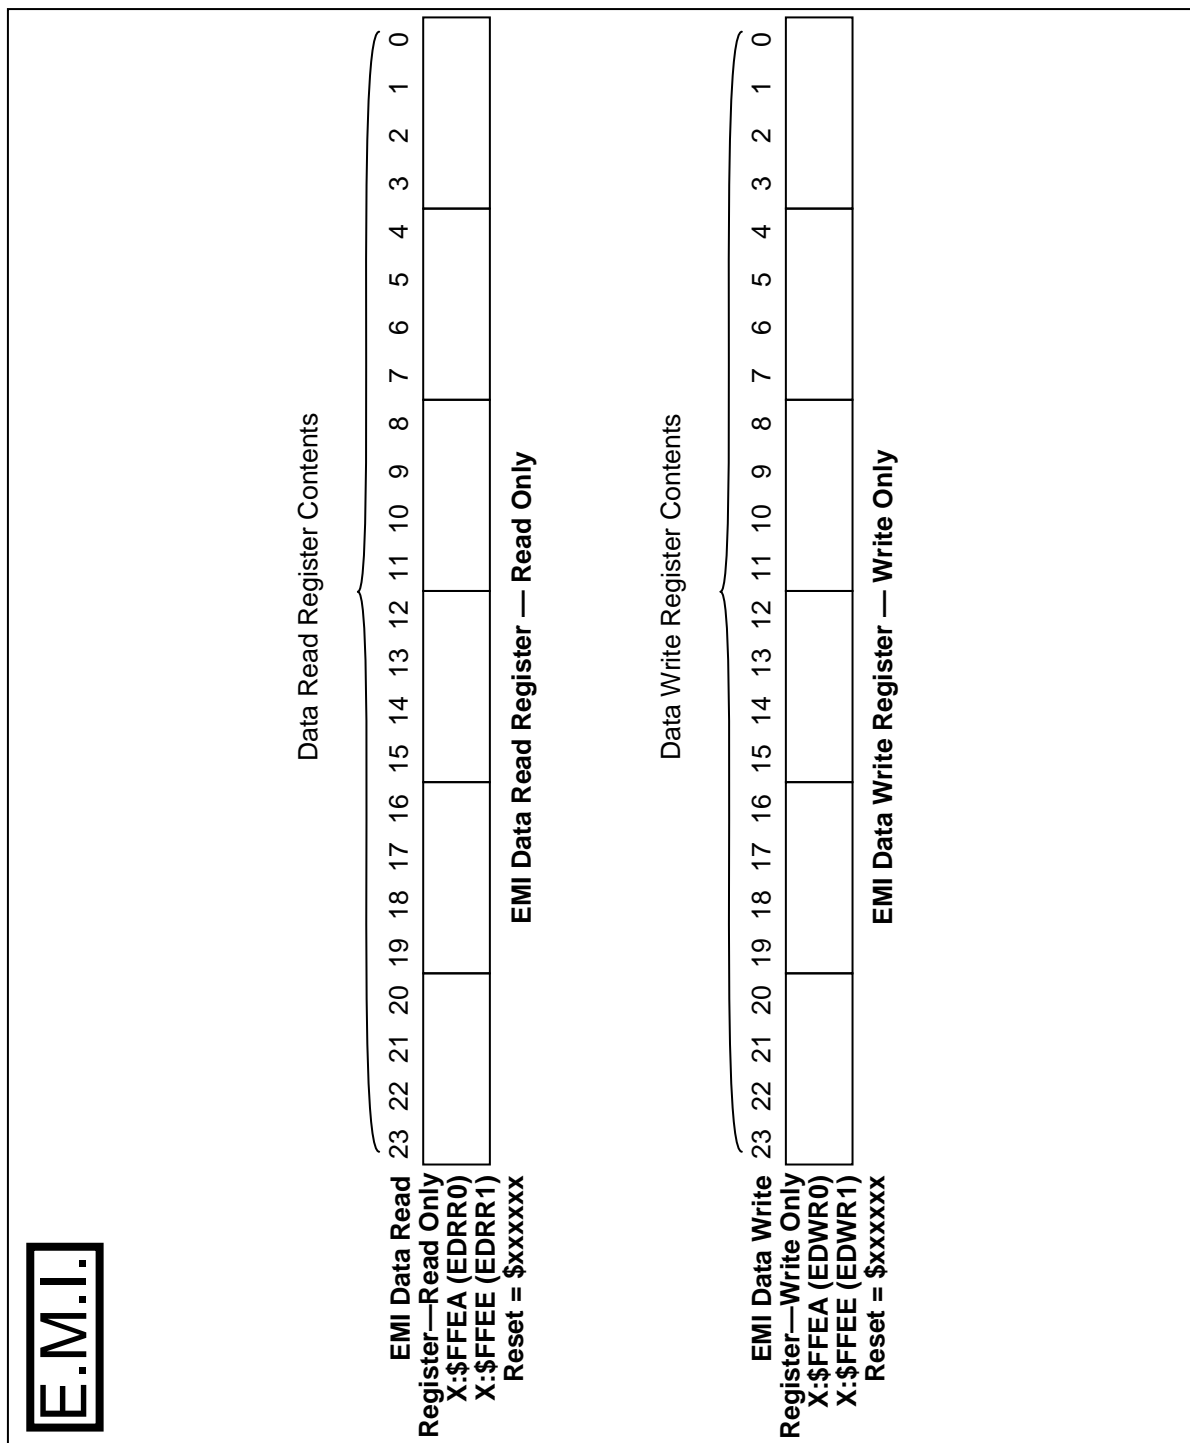 E.M.I.
Data Read Register Contents
23 22 21 20 19 18 17 16 15 14 13 12 11 10 9 8 7 6 5 4 3 2 1 0
EMI Data Read
Register—Read Only
X:$FFEA (EDRR0)
X:$FFEE (EDRR1)
Reset = $xxxxxx
EMI Data Read Register — Read Only
Data Write Register Contents
23 22 21 20 19 18 17 16 15 14 13 12 11 10 9 8 7 6 5 4 3 2 1 0
EMI Data Write
Register—Write Only
X:$FFEA (EDWR0)
X:$FFEE (EDWR1)
Reset = $xxxxxx
EMI Data Write Register — Write Only